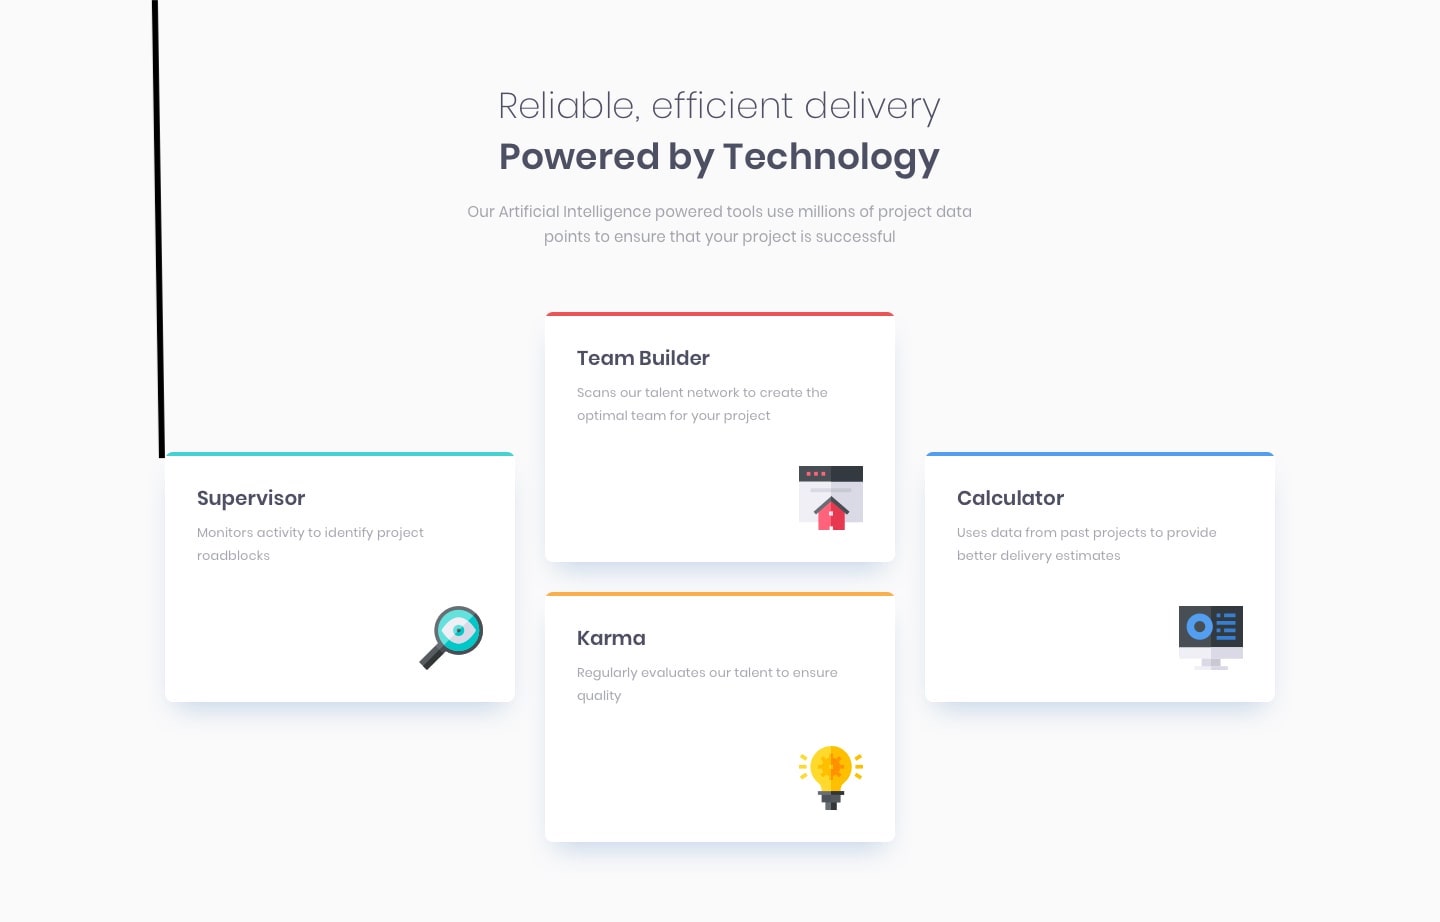 Reliable, efficient delivery
Powered by Technology
Our Artificial Intelligence powered tools use millions of project data
points to ensure that your project is successful
Team Builder
Scans our talent network to create the
optimal team for your project
Supervisor
Monitors activity to identify project
roadblocks
Calculator
Uses data from past projects to provide
better delivery estimates
Karma
Regularly evaluates our talent to ensure
quality